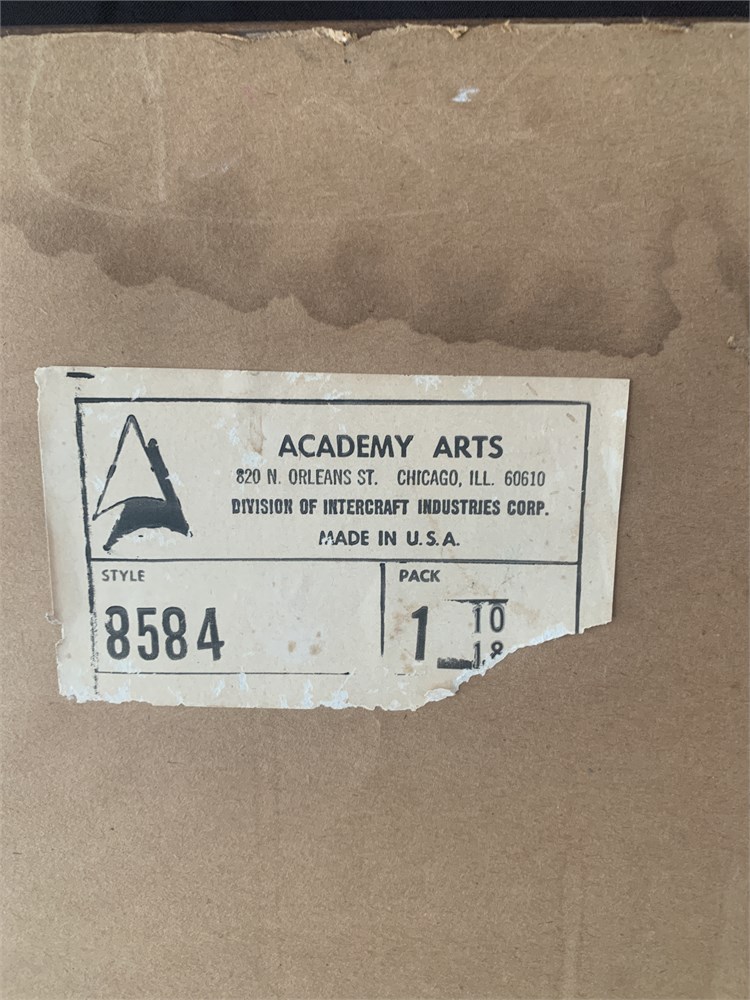 ACADEMY ARTS
820 N. ORLEANS ST. CHICAGO, ILL. 60610
DIVISION OF INTERCRAFT INDUSTRIES CORP.
MADE IN U.S.A.
STYLE PACK
8584 1 10
18